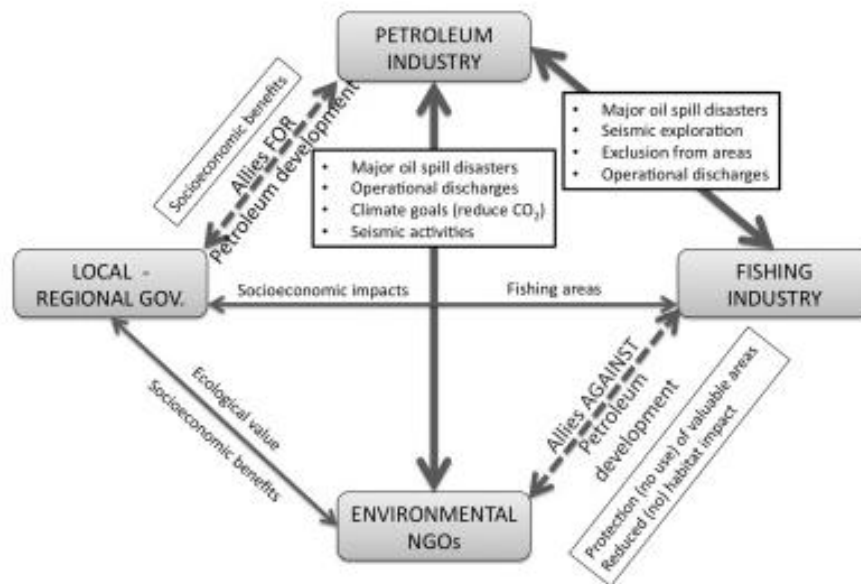 PETROLEUM
INDUSTRY
Socioeconomic benefits
Allies FOR
Petroleum development
• Major oil spill disasters
• Seismic exploration
• Exclusion from areas
• Operational discharges
• Major oil spill disasters
• Operational discharges
• Climate goals (reduce CO₂)
• Seismic activities
LOCAL -
REGIONAL GOV.
Socioeconomic impacts
Fishing areas
FISHING
INDUSTRY
Ecological value
Socioeconomic benefits
Allies AGAINST
Petroleum
development
Protection (no use) of valuable areas
Reduced (no) habitat impact
ENVIRONMENTAL
NGOs